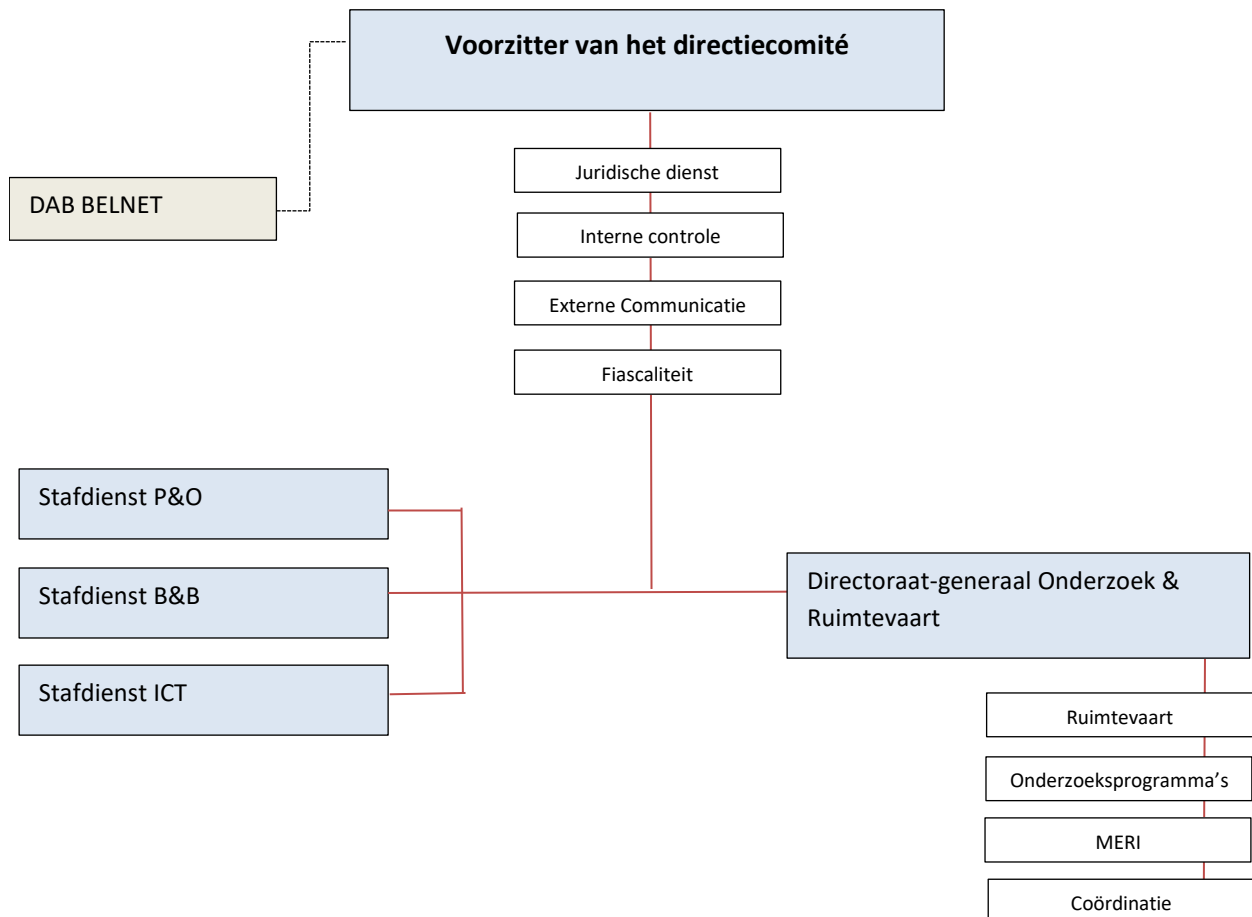 Voorzitter van het directiecomité
Juridische dienst
DAB BELNET
Interne controle
Externe Communicatie
Fiascaliteit
Stafdienst P&O
Stafdienst B&B
Stafdienst ICT
Directoraat-generaal Onderzoek &
Ruimtevaart
Ruimtevaart
Onderzoeksprogramma’s
MERI
Coördinatie